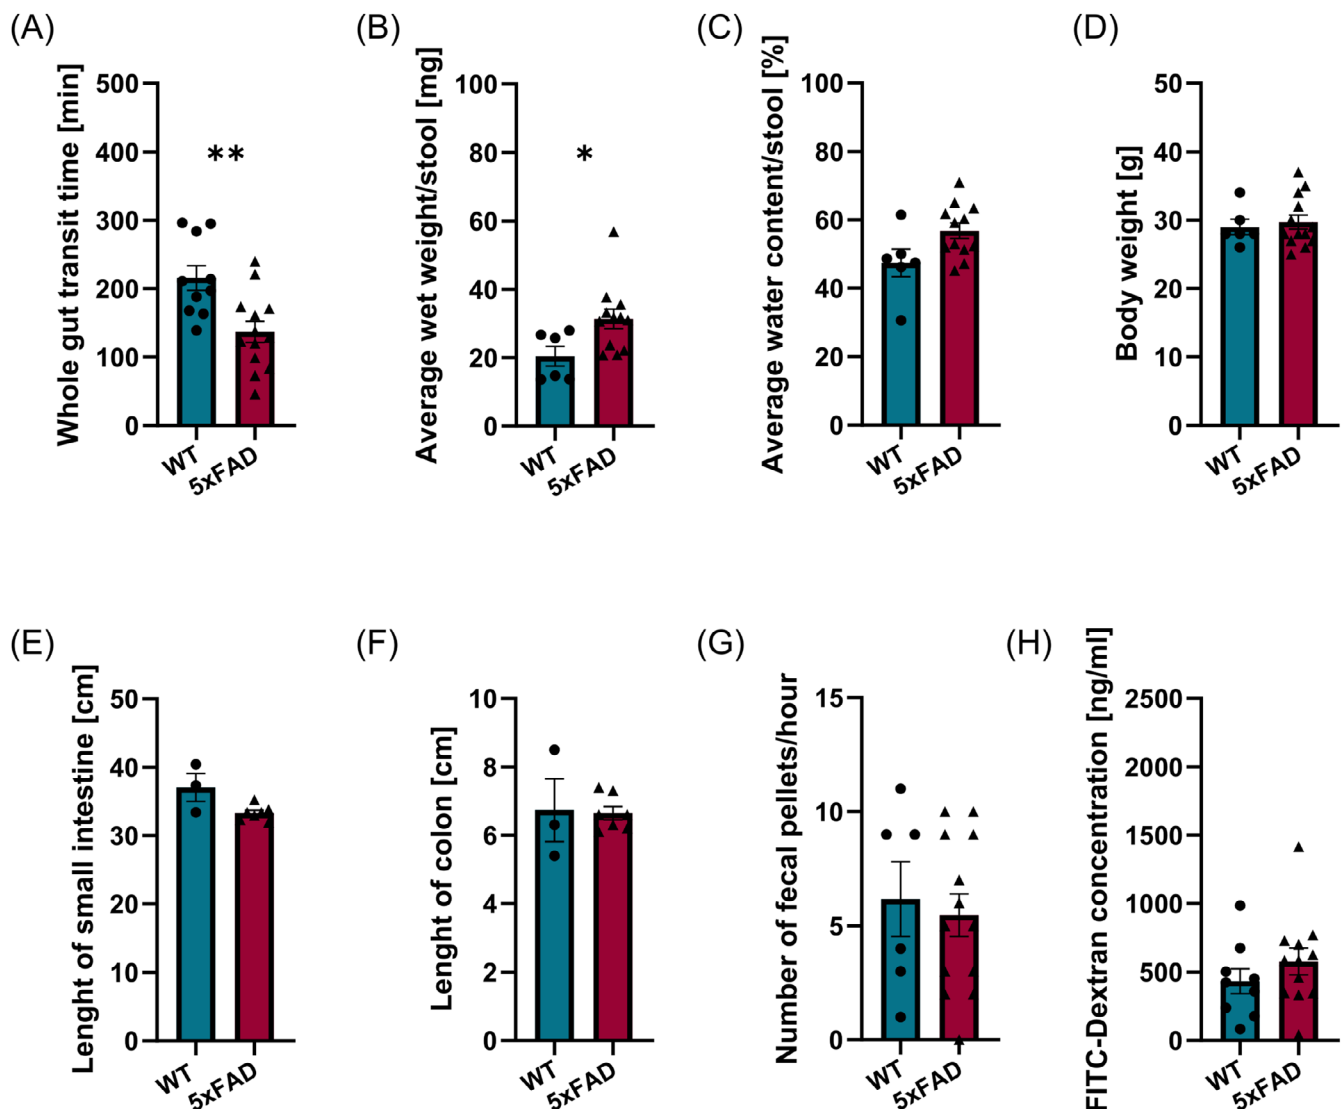 (A)
Whole gut transit time [min]
500
400
300
200
100
0
**
WT
5xFAD
(B)
Average wet weight/stool [mg]
100
80
60
40
20
0
*
WT
5xFAD
(C)
Average water content/stool [%]
100
80
60
40
20
0
WT
5xFAD
(D)
Body weight [g]
50
40
30
20
10
0
WT
5xFAD
(E)
Lenght of small intestine [cm]
50
40
30
20
10
0
WT
5xFAD
(F)
Lenght of colon [cm]
10
8
6
4
2
0
WT
5xFAD
(G)
Number of fecal pellets/hour
15
10
5
0
WT
5xFAD
(H)
FITC-Dextran concentration [ng/ml]
2500
2000
1500
1000
500
0
WT
5xFAD